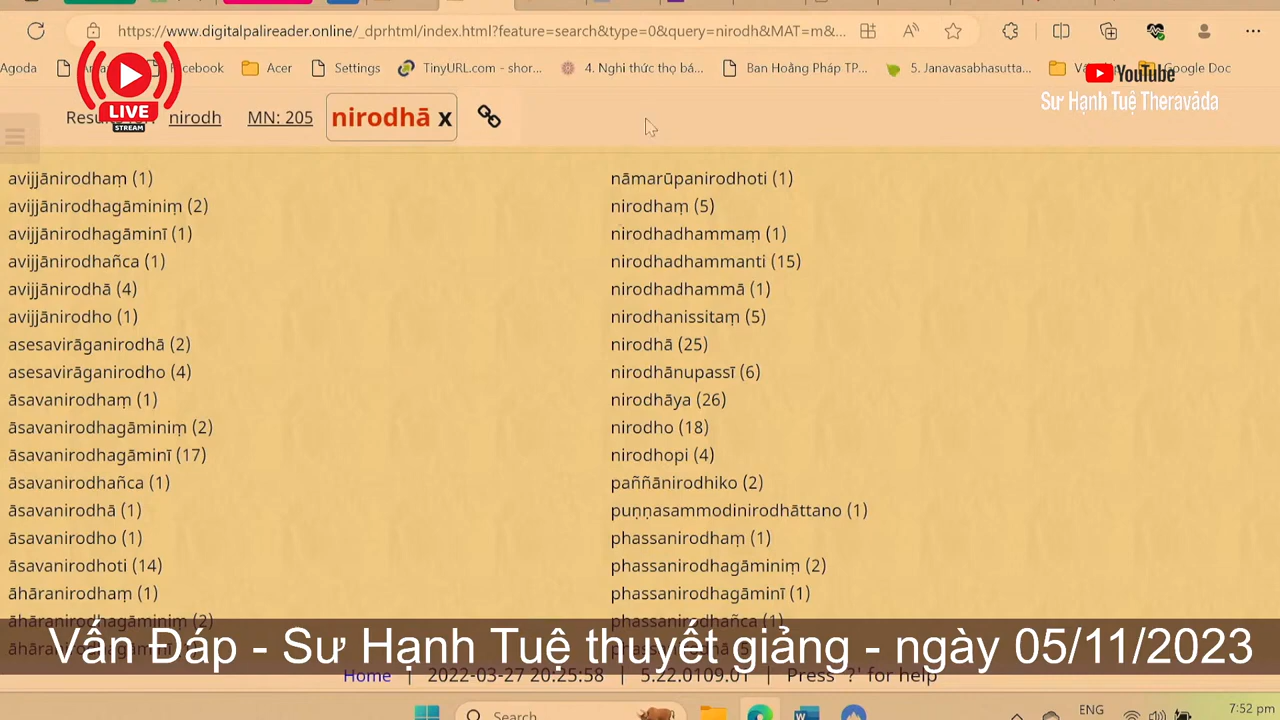 https://www.digitalpalireader.online/_dprhtml/index.html?feature=search&type=0&query=nirodh&MAT=m&...
Agoda
Facebook
Acer
Settings
TinyURL.com - shor...
4. Nghi thức thọ bá...
Ban Hoằng Pháp TP...
5. Janavasabhasutta...
Google Doc
LIVE
STREAM
YouTube
Sư Hạnh Tuệ Theravāda
nirodh
MN: 205
nirodhā x
avijjānirodhaṃ (1)
avijjānirodhagāminiṃ (2)
avijjānirodhagāminī (1)
avijjānirodhañca (1)
avijjānirodhā (4)
avijjānirodho (1)
asesavirāganirodhā (2)
asesavirāganirodho (4)
āsavanirodhaṃ (1)
āsavanirodhagāminiṃ (2)
āsavanirodhagāminī (17)
āsavanirodhañca (1)
āsavanirodhā (1)
āsavanirodho (1)
āsavanirodhoti (14)
āhāranirodhaṃ (1)
āhāranirodhagāminiṃ (2)
nāmarūpanirodhoti (1)
nirodhaṃ (5)
nirodhadhammaṃ (1)
nirodhadhammanti (15)
nirodhadhammā (1)
nirodhanissitaṃ (5)
nirodhā (25)
nirodhānupassī (6)
nirodhāya (26)
nirodho (18)
nirodhopi (4)
paññānirodhiko (2)
puṇṇasammodinirodhāttano (1)
phassanirodhaṃ (1)
phassanirodhagāminiṃ (2)
phassanirodhagāminī (1)
phassanirodhañca (1)
Vấn Đáp - Sư Hạnh Tuệ thuyết giảng - ngày 05/11/2023
Home | 2022-03-27 20:25:58 | 5.22.0109.01 | Press '?' for help
Search
ENG
7:52 pm